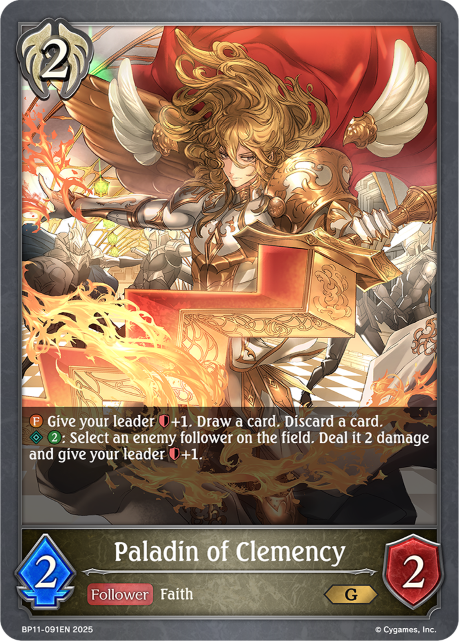 2
F Give your leader +1. Draw a card. Discard a card.
2: Select an enemy follower on the field. Deal it 2 damage
and give your leader +1.
Paladin of Clemency
2
Follower Faith
G
2
BP11-091EN 2025
© Cygames, Inc.